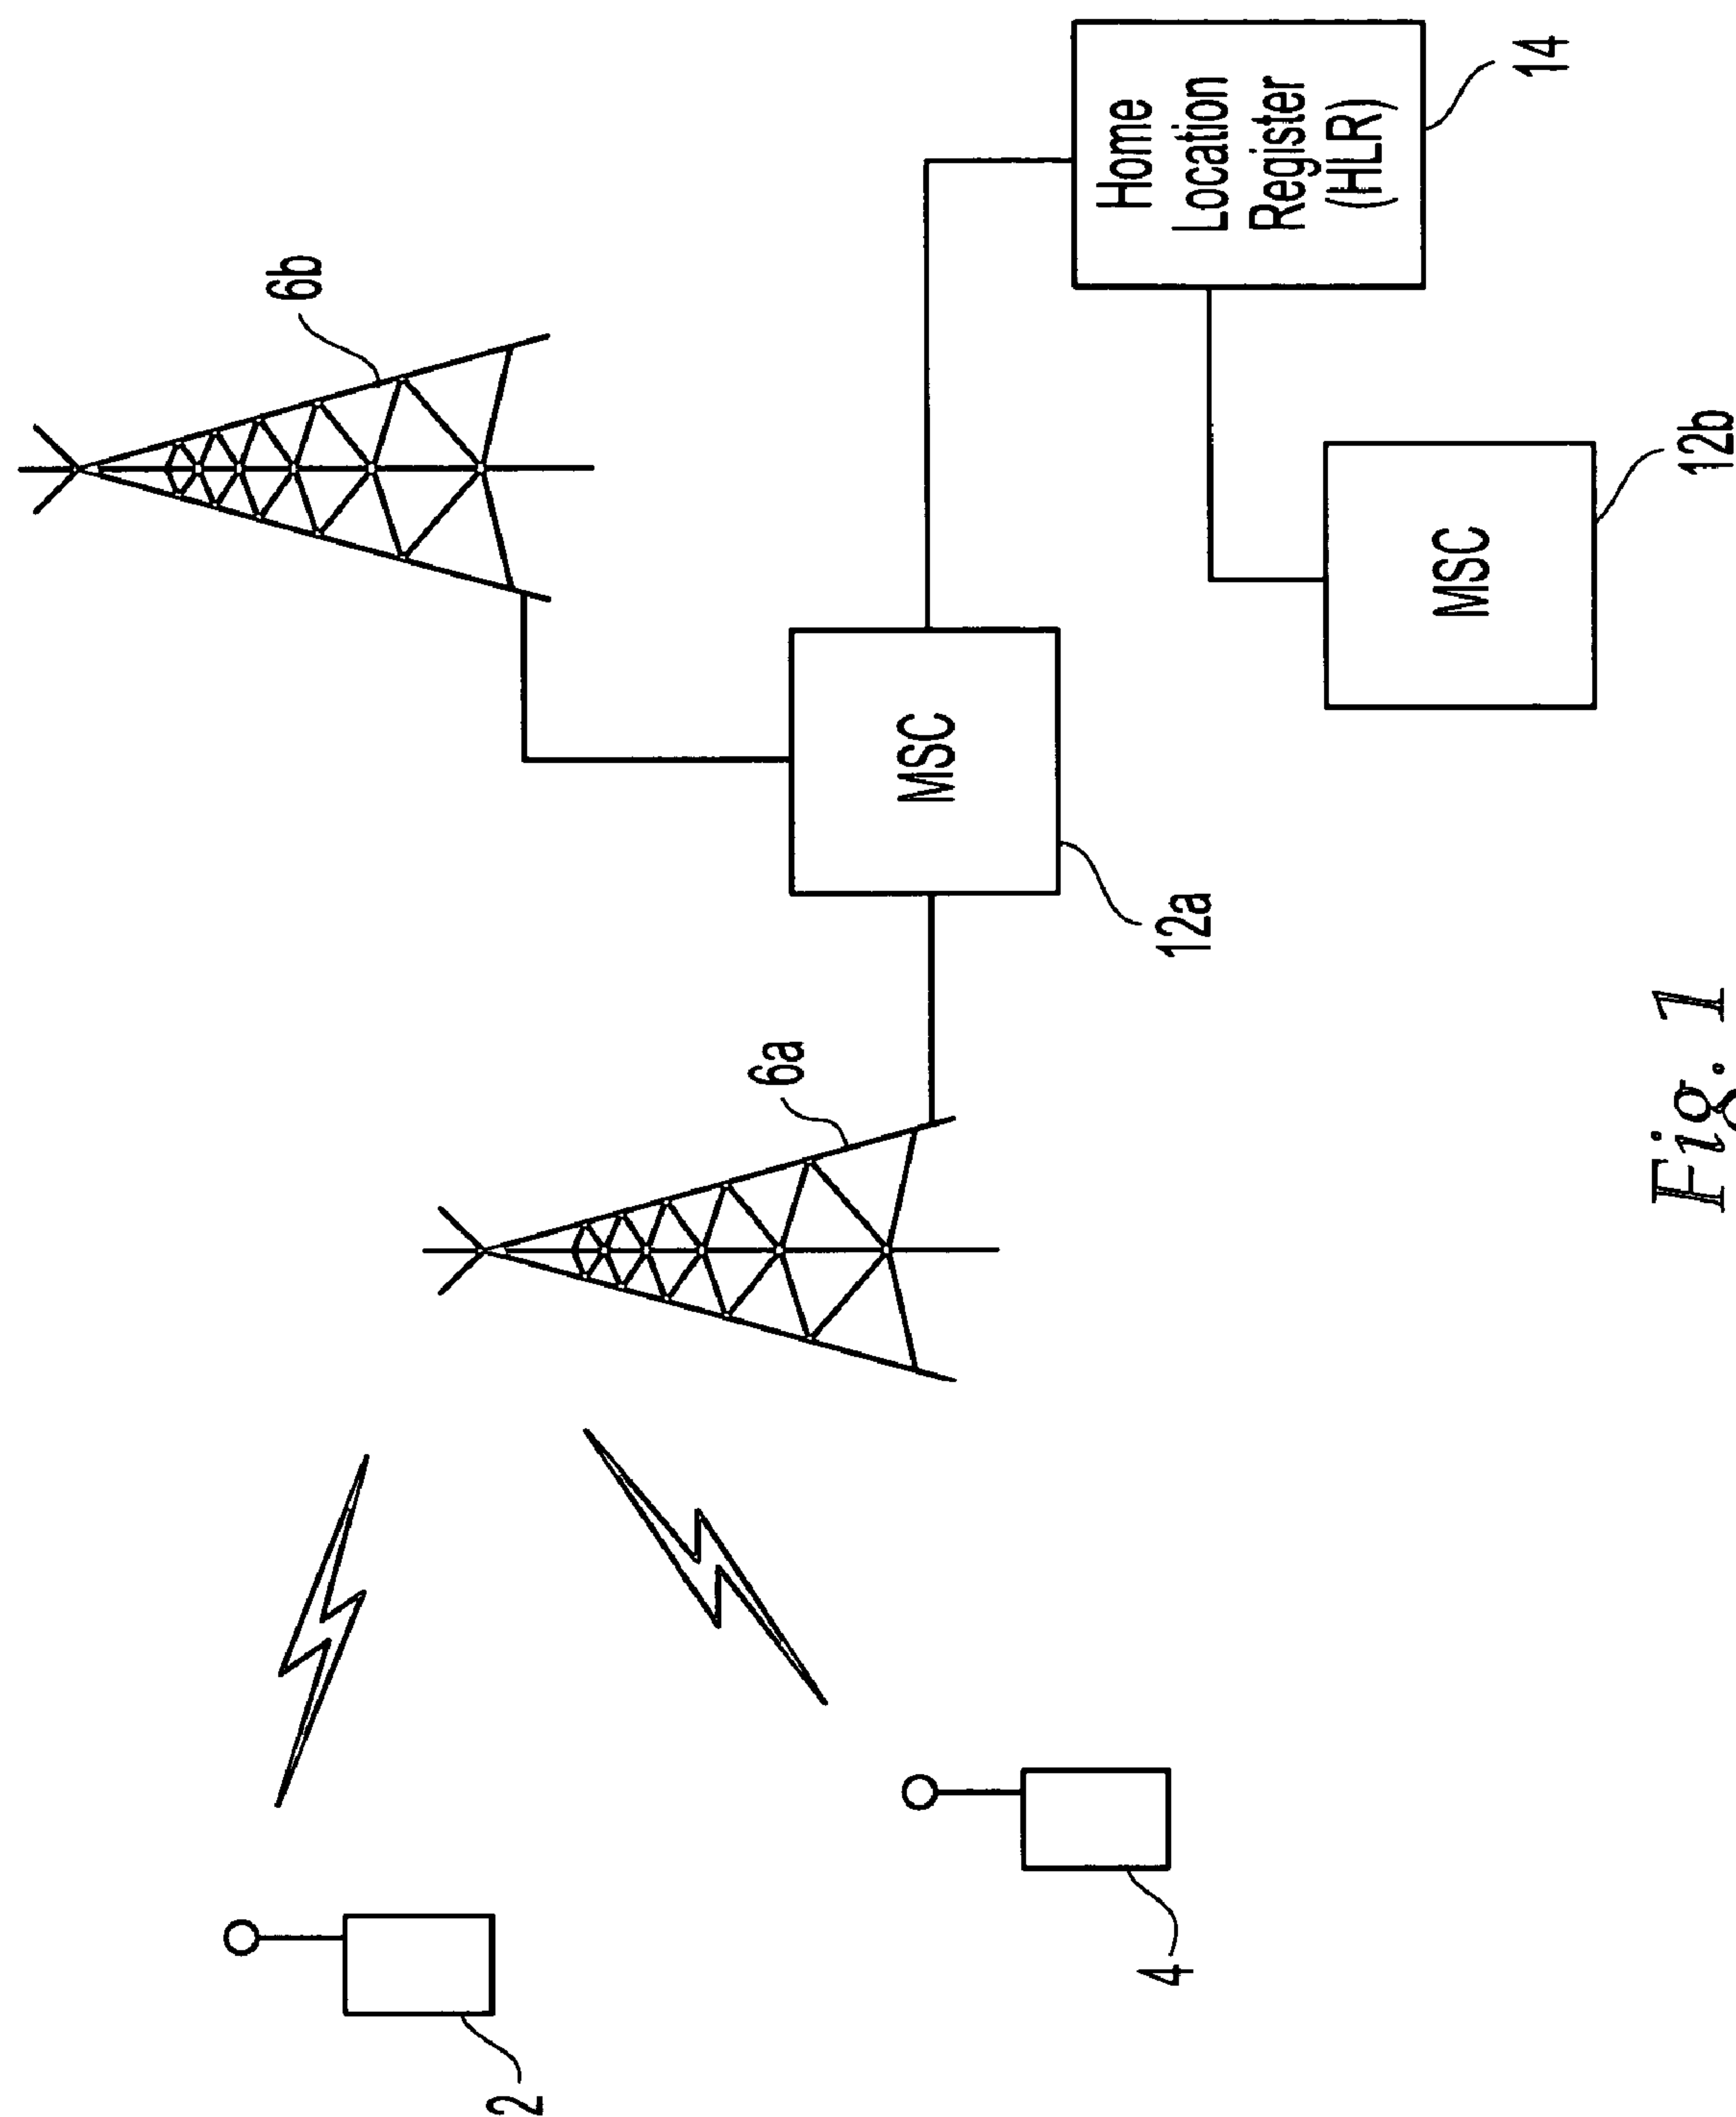 6b
Home
Location
Register
(HLR)
14
6a
MSC
12a
MSC
12b
2
4
Fig. 1